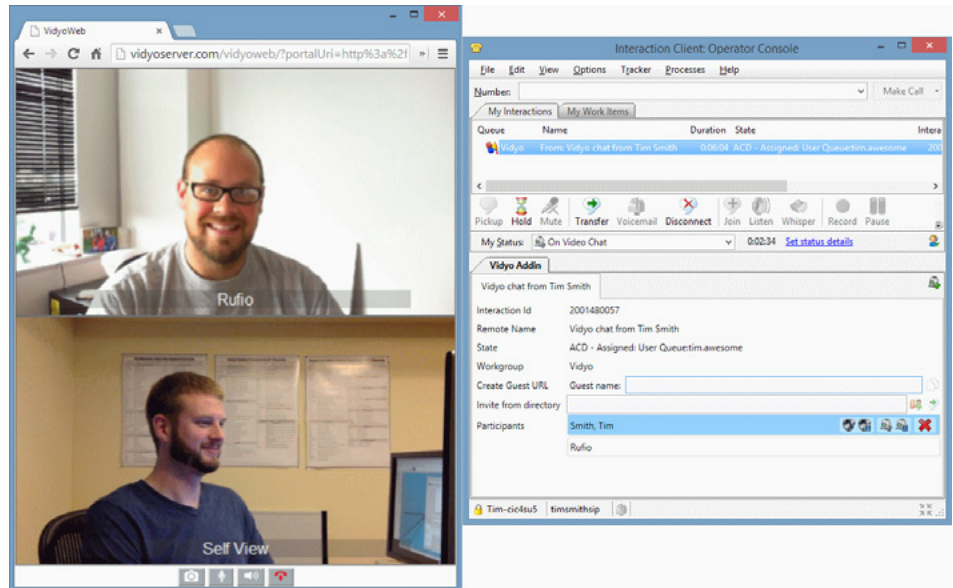 VidyoWeb
vidyoserver.com/vidyoweb/?portalUri=http%3a%2f
Rufio
Self View
Interaction Client: Operator Console
File Edit View Options Tracker Processes Help
Number: Make Call
My Interactions My Work Items
Queue Name Duration State Intera
Vidyo From: Vidyo chat from Tim Smith 0:06:04 ACD - Assigned: User Queue:tim.awesome 200
Pickup Hold Mute Transfer Voicemail Disconnect Join Listen Whisper Record Pause
My Status: On Video Chat 0:02:34 Set status details
Vidyo Addin
Vidyo chat from Tim Smith
Interaction Id 2001480057
Remote Name Vidyo chat from Tim Smith
State ACD - Assigned: User Queue:tim.awesome
Workgroup Vidyo
Create Guest URL Guest name:
Invite from directory
Participants Smith, Tim
Rufio
Tim-cic4su5 timsmithsip